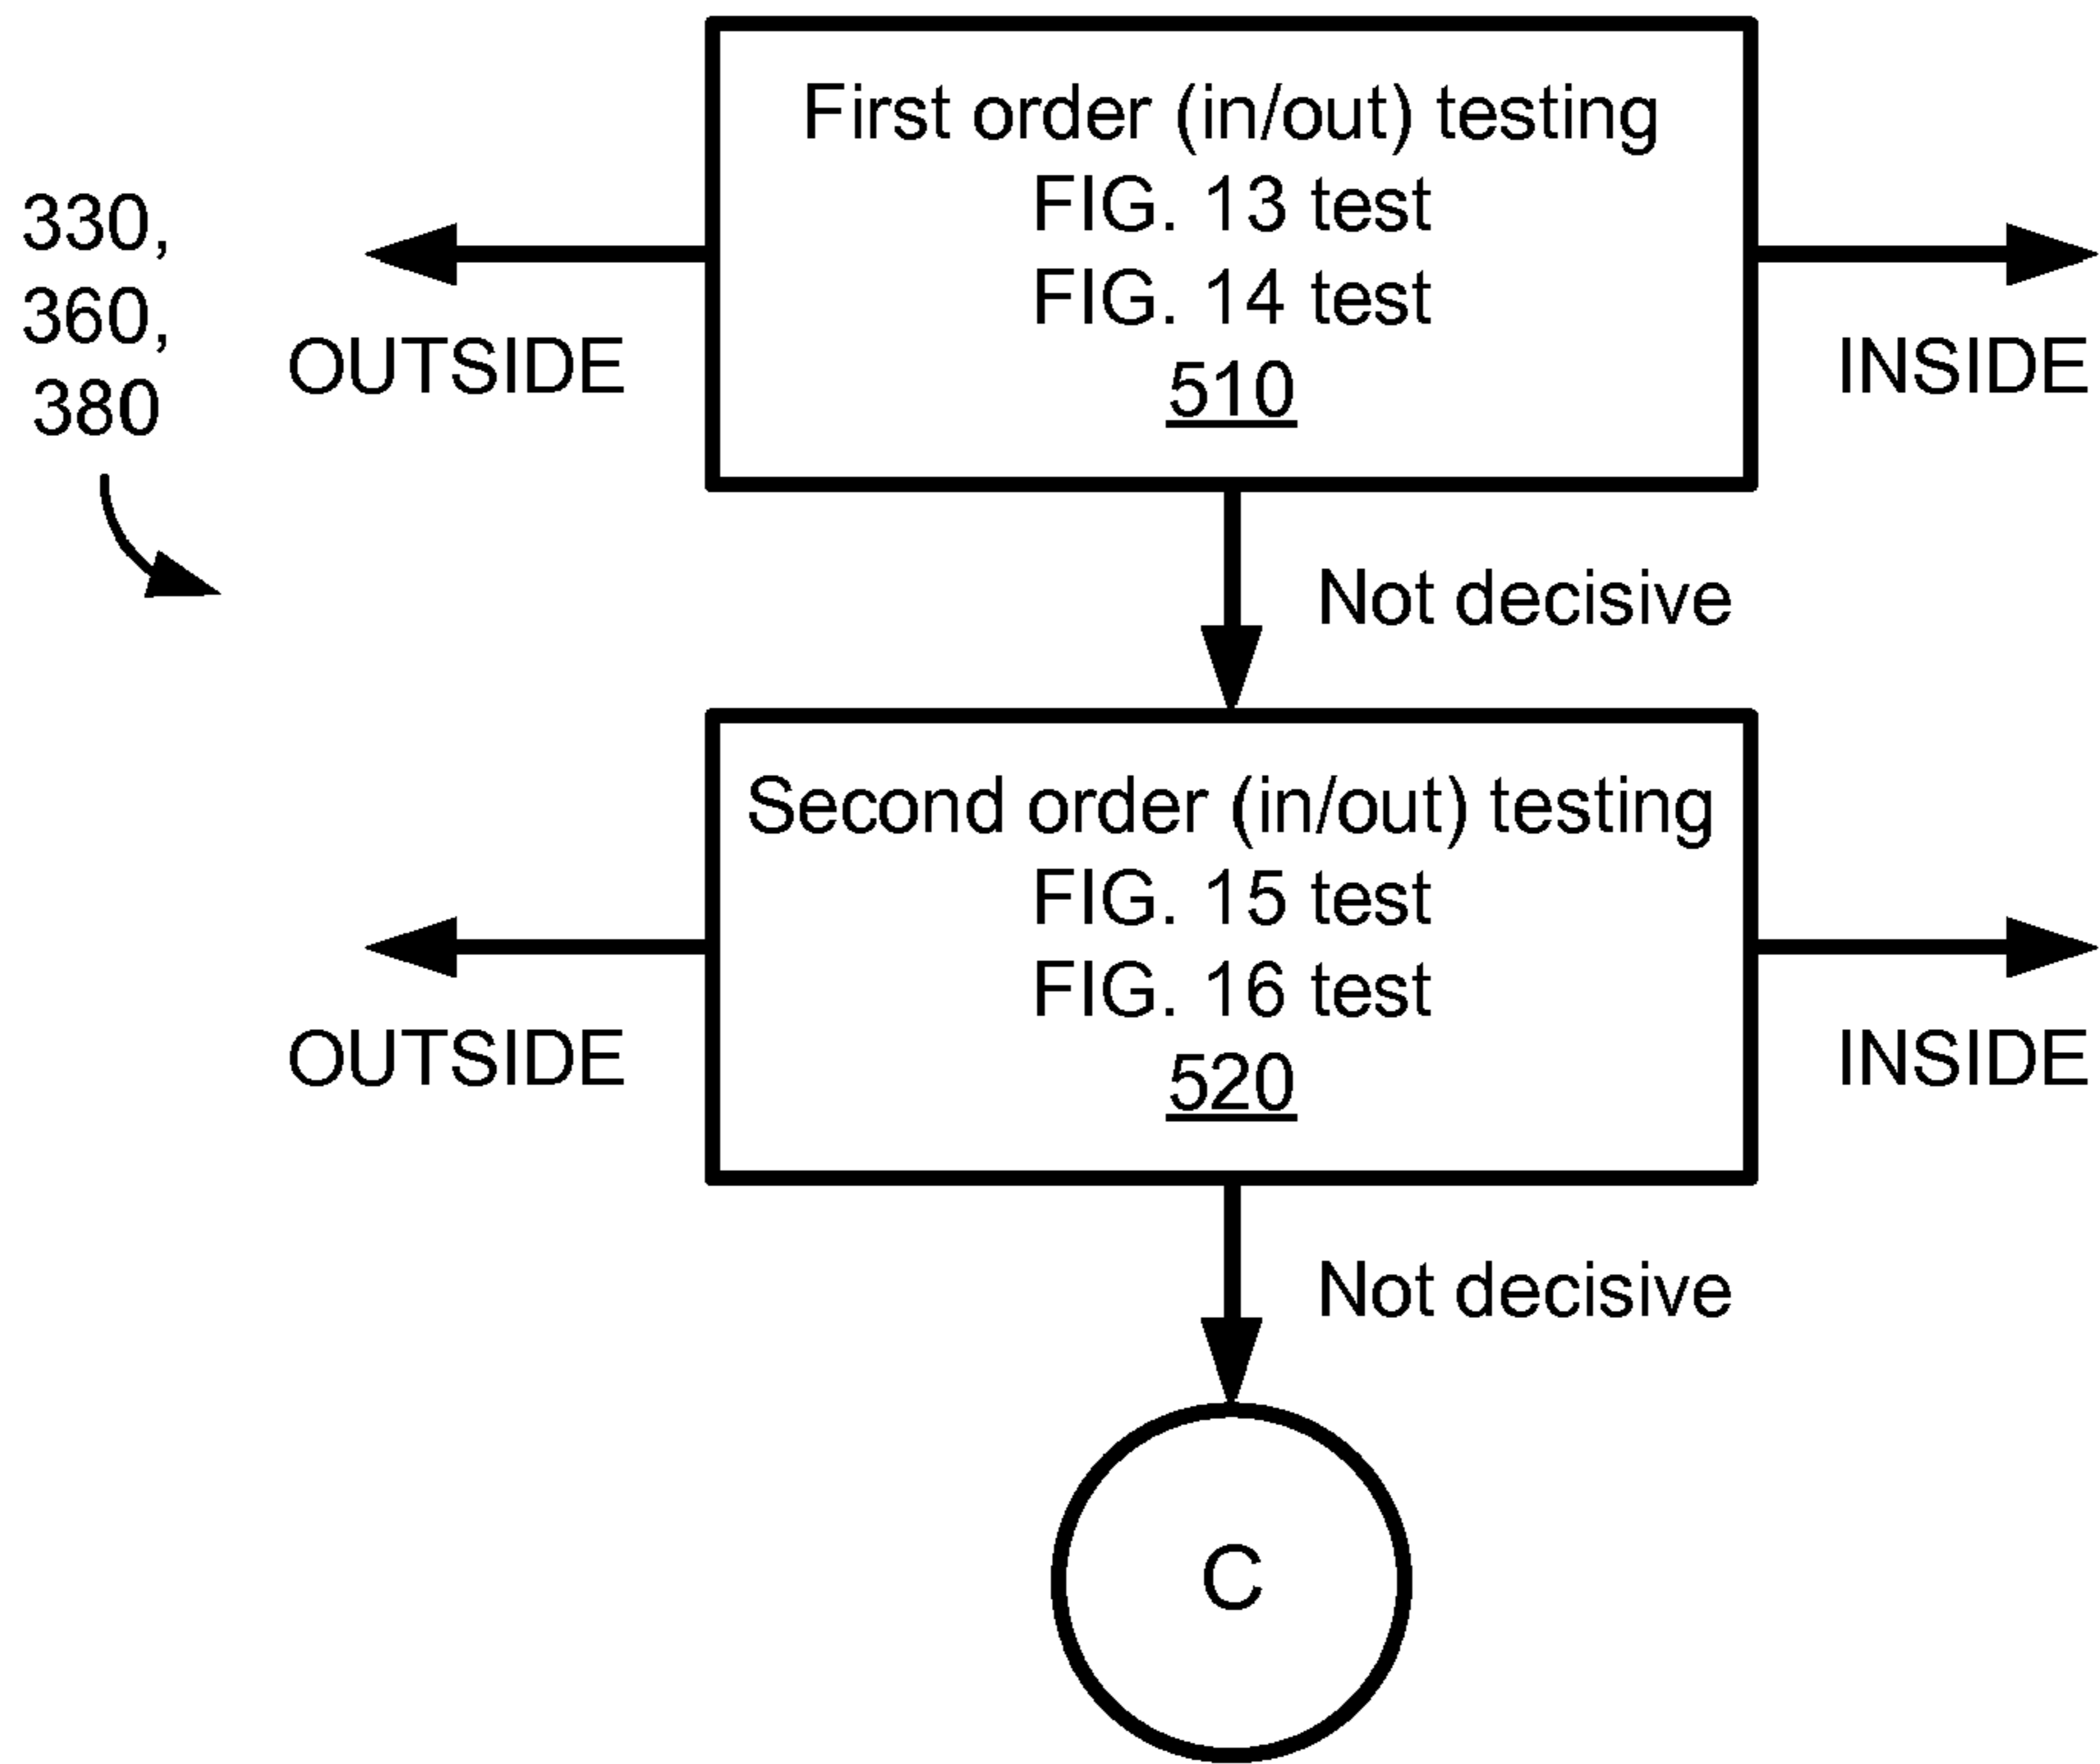 First order (in/out) testing
FIG. 13 test
FIG. 14 test
510
330,
360,
380
OUTSIDE
INSIDE
Not decisive
Second order (in/out) testing
FIG. 15 test
FIG. 16 test
520
OUTSIDE
INSIDE
Not decisive
C